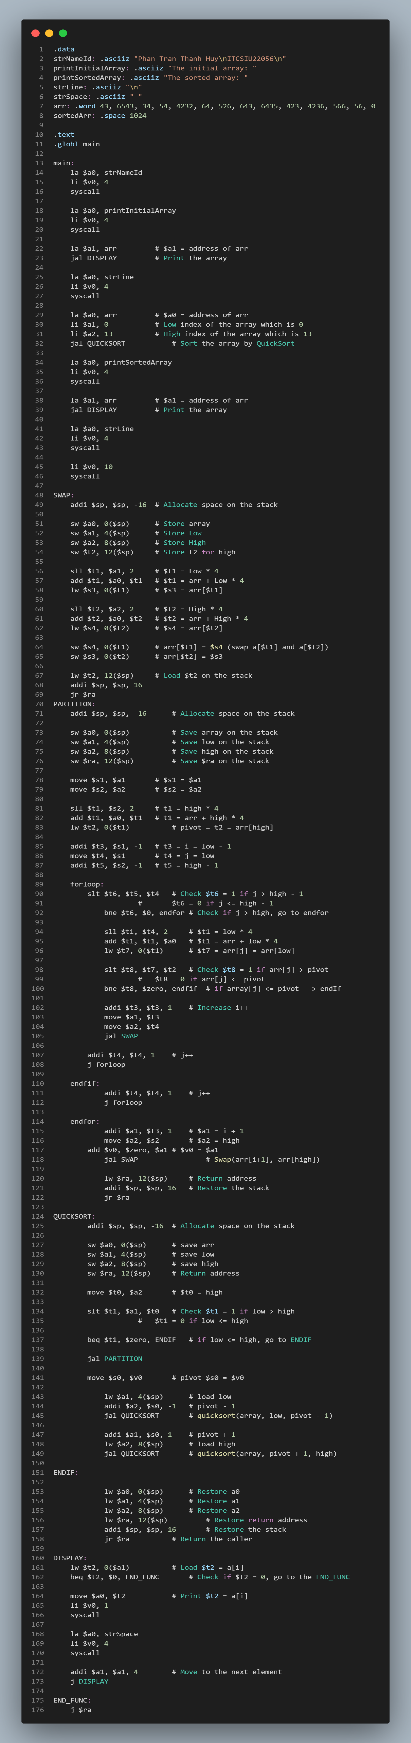 1 .data
2 strNameId: .asciiz "Phan Tran Thanh Huy\nITCSIU22056\n"
3 printInitialArray: .asciiz "The initial array: "
4 printSortedArray: .asciiz "The sorted array: "
5 strLine: .asciiz "\n"
6 strSpace: .asciiz " "
7 arr: .word 43, 6543, 34, 54, 4232, 64, 526, 643, 6435, 423, 4236, 566, 56, 0
8 sortedArr: .space 1024
9
10 .text
11 .globl main
12
13 main:
14 la $a0, strNameId
15 li $v0, 4
16 syscall
17
18 la $a0, printInitialArray
19 li $v0, 4
20 syscall
21
22 la $a1, arr # $a1 = address of arr
23 jal DISPLAY # Print the array
24
25 la $a0, strLine
26 li $v0, 4
27 syscall
28
29 la $a0, arr # $a0 = address of arr
30 li $a1, 0 # Low index of the array which is 0
31 li $a2, 11 # High index of the array which is 11
32 jal QUICKSORT # Sort the array by QuickSort
33
34 la $a0, printSortedArray
35 li $v0, 4
36 syscall
37
38 la $a1, arr # $a1 = address of arr
39 jal DISPLAY # Print the array
40
41 la $a0, strLine
42 li $v0, 4
43 syscall
44
45 li $v0, 10
46 syscall
47
48 SWAP:
49 addi $sp, $sp, -16 # Allocate space on the stack
50
51 sw $a0, 0($sp) # Store array
52 sw $a1, 4($sp) # Store Low
53 sw $a2, 8($sp) # Store High
54 sw $t2, 12($sp) # Store t2 for high
55
56 sll $t1, $a1, 2 # $t1 = Low * 4
57 add $t1, $a0, $t1 # $t1 = arr + Low * 4
58 lw $s3, 0($t1) # $s3 = arr[$t1]
59
60 sll $t2, $a2, 2 # $t2 = High * 4
61 add $t2, $a0, $t2 # $t2 = arr + High * 4
62 lw $s4, 0($t2) # $s4 = arr[$t2]
63
64 sw $s4, 0($t1) # arr[$t1] = $s4 (swap a[$t1] and a[$t2])
65 sw $s3, 0($t2) # arr[$t2] = $s3
66
67 lw $t2, 12($sp) # Load $t2 on the stack
68 addi $sp, $sp, 16
69 jr $ra
70 PARTITION:
71 addi $sp, $sp, -16 # Allocate space on the stack
72
73 sw $a0, 0($sp) # Save array on the stack
74 sw $a1, 4($sp) # Save low on the stack
75 sw $a2, 8($sp) # Save high on the stack
76 sw $ra, 12($sp) # Save $ra on the stack
77
78 move $s1, $a1 # $s1 = $a1
79 move $s2, $a2 # $s2 = $a2
80
81 sll $t1, $s2, 2 # t1 = high * 4
82 add $t1, $a0, $t1 # t1 = arr + high * 4
83 lw $t2, 0($t1) # pivot = t2 = arr[high]
84
85 addi $t3, $s1, -1 # t3 = i = low - 1
86 move $t4, $s1 # t4 = j = low
87 addi $t5, $s2, -1 # t5 = high - 1
88
89 forloop:
90 slt $t6, $t5, $t4 # Check $t6 = 1 if j > high - 1
91 # $t6 = 0 if j <= high - 1
92 bne $t6, $0, endfor # Check if j > high, go to endfor
93
94 sll $t1, $t4, 2 # $t1 = low * 4
95 add $t1, $t1, $a0 # $t1 = arr + low * 4
96 lw $t7, 0($t1) # $t7 = arr[j] = arr[low]
97
98 slt $t8, $t7, $t2 # Check $t8 = 1 if arr[j] > pivot
99 # $t8 = 0 if arr[j] <= pivot
100 bne $t8, $zero, endfif # if array[j] <= pivot -> endIf
101
102 addi $t3, $t3, 1 # Increase i++
103 move $a1, $t3
104 move $a2, $t4
105 jal SWAP
106
107 addi $t4, $t4, 1 # j++
108 j forloop
109
110 endfif:
111 addi $t4, $t4, 1 # j++
112 j forloop
113
114 endfor:
115 addi $a1, $t3, 1 # $a1 = i + 1
116 move $a2, $s2 # $a2 = high
117 add $v0, $zero, $a1 # $v0 = $a1
118 jal SWAP # Swap(arr[i+1], arr[high])
119
120 lw $ra, 12($sp) # Return address
121 addi $sp, $sp, 16 # Restore the stack
122 jr $ra
123
124 QUICKSORT:
125 addi $sp, $sp, -16 # Allocate space on the stack
126
127 sw $a0, 0($sp) # save arr
128 sw $a1, 4($sp) # save low
129 sw $a2, 8($sp) # save high
130 sw $ra, 12($sp) # Return address
131
132 move $t0, $a2 # $t0 = high
133
134 slt $t1, $a1, $t0 # Check $t1 = 1 if low > high
135 # $t1 = 0 if low <= high
136
137 beq $t1, $zero, ENDIF # if low <= high, go to ENDIF
138
139 jal PARTITION
140
141 move $s0, $v0 # pivot $s0 = $v0
142
143 lw $a1, 4($sp) # load low
144 addi $a2, $s0, -1 # pivot - 1
145 jal QUICKSORT # quicksort(array, low, pivot - 1)
146
147 addi $a1, $s0, 1 # pivot + 1
148 lw $a2, 8($sp) # load high
149 jal QUICKSORT # quicksort(array, pivot + 1, high)
150
151 ENDIF:
152
153 lw $a0, 0($sp) # Restore a0
154 lw $a1, 4($sp) # Restore a1
155 lw $a2, 8($sp) # Restore a2
156 lw $ra, 12($sp) # Restore return address
157 addi $sp, $sp, 16 # Restore the stack
158 jr $ra # Return the caller
159
160 DISPLAY:
161 lw $t2, 0($a1) # Load $t2 = a[i]
162 beq $t2, $0, END_FUNC # Check if $t2 = 0, go to the END_FUNC
163
164 move $a0, $t2 # Print $t2 = a[i]
165 li $v0, 1
166 syscall
167
168 la $a0, strSpace
169 li $v0, 4
170 syscall
171
172 addi $a1, $a1, 4 # Move to the next element
173 j DISPLAY
174
175 END_FUNC:
176 j $ra